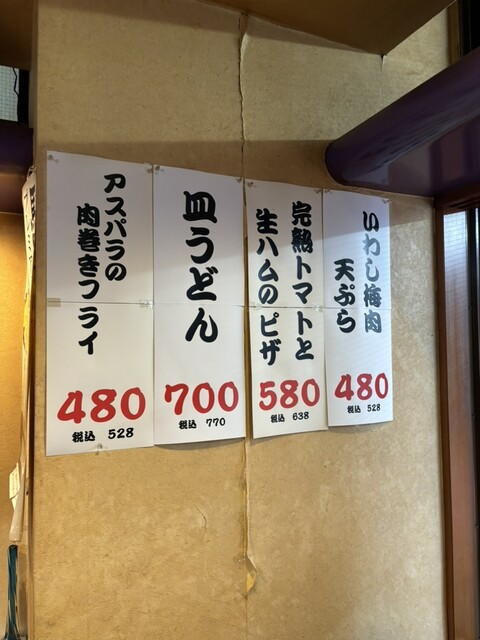 いわし梅肉
天ぷら
480
税込 528
完熟トマトと
生ハムのピザ
580
税込 638
皿うどん
700
税込 770
アスパラの
肉巻きフライ
480
税込 528